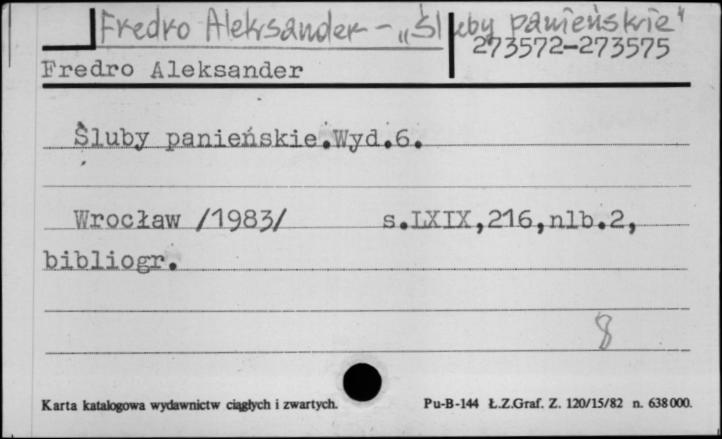 Fredro Aleksander - „Śluby panieńskie"
273572-273575
Fredro Aleksander
Śluby panieńskie.Wyd.6.
Wrocław /1983/ s.LXIX,216,nlb.2,
bibliogr.
8
Karta katalogowa wydawnictw ciągłych i zwartych. Pu-B-144 Ł.Z.Graf. Z. 120/15/82 n. 638000.